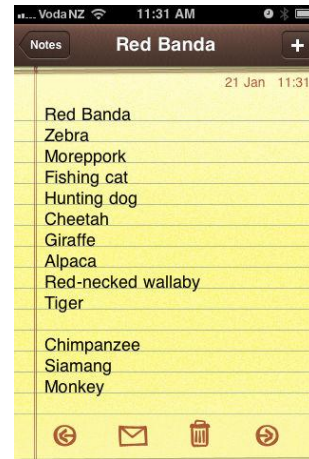 VodaNZ 11:31 AM
Notes Red Banda +
21 Jan 11:31
Red Banda
Zebra
Moreppork
Fishing cat
Hunting dog
Cheetah
Giraffe
Alpaca
Red-necked wallaby
Tiger
Chimpanzee
Siamang
Monkey